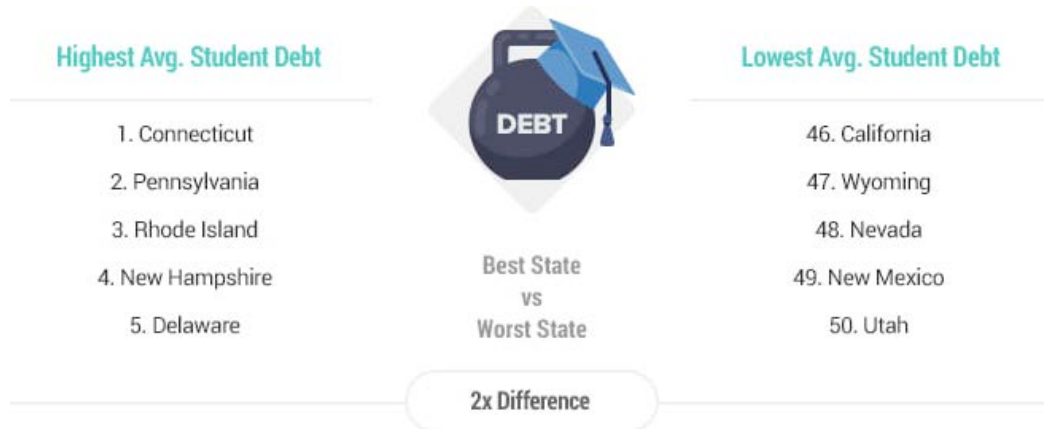 Highest Avg. Student Debt
1. Connecticut
2. Pennsylvania
3. Rhode Island
4. New Hampshire
5. Delaware
DEBT
Best State
vs
Worst State
2x Difference
Lowest Avg. Student Debt
46. California
47. Wyoming
48. Nevada
49. New Mexico
50. Utah